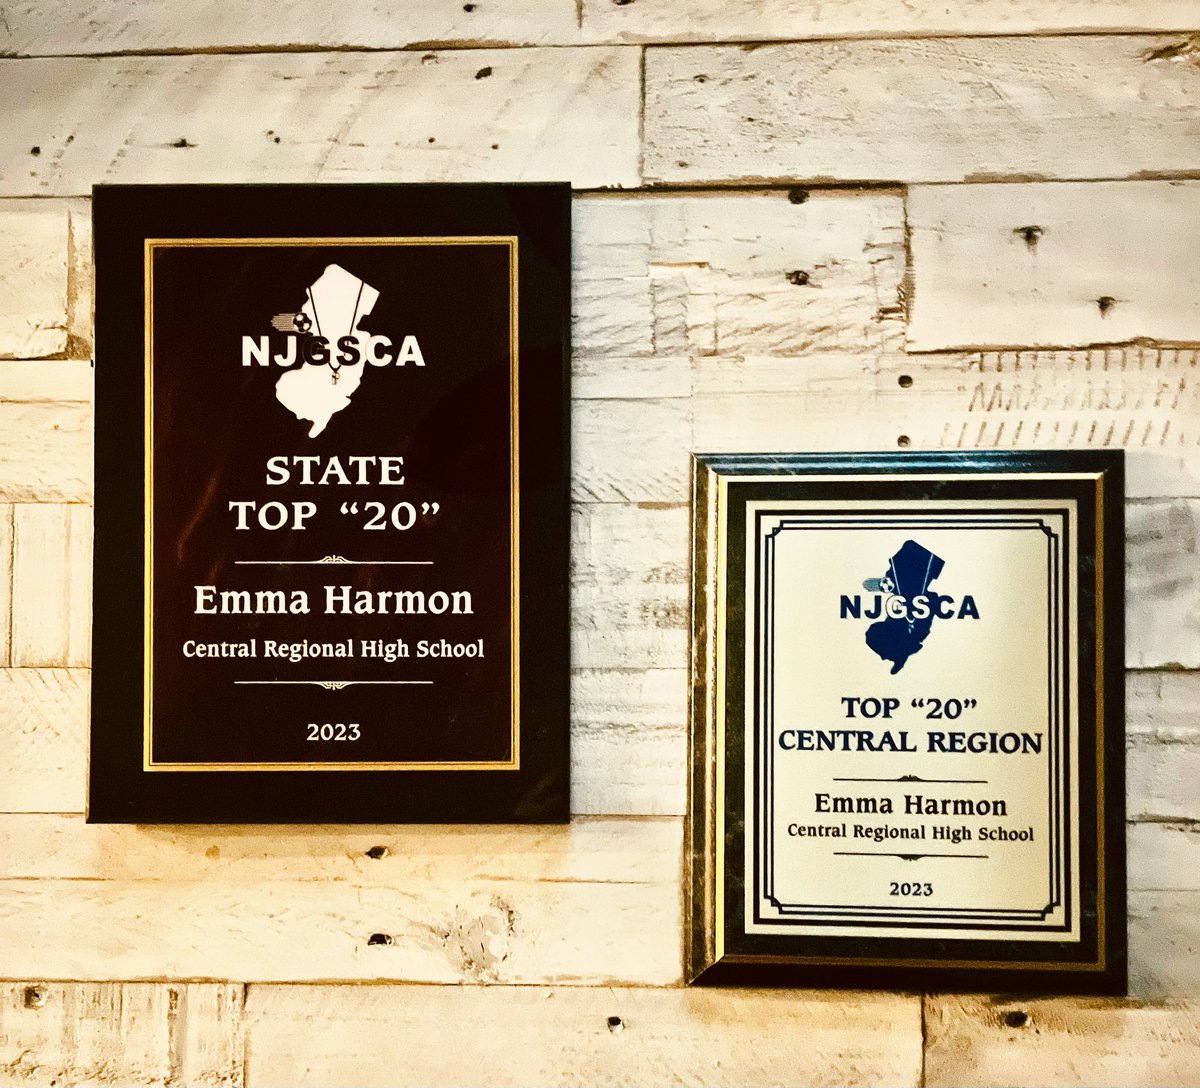 NJGSCA
STATE
TOP “20”
Emma Harmon
Central Regional High School
2023
NJGSCA
TOP “20”
CENTRAL REGION
Emma Harmon
Central Regional High School
2023